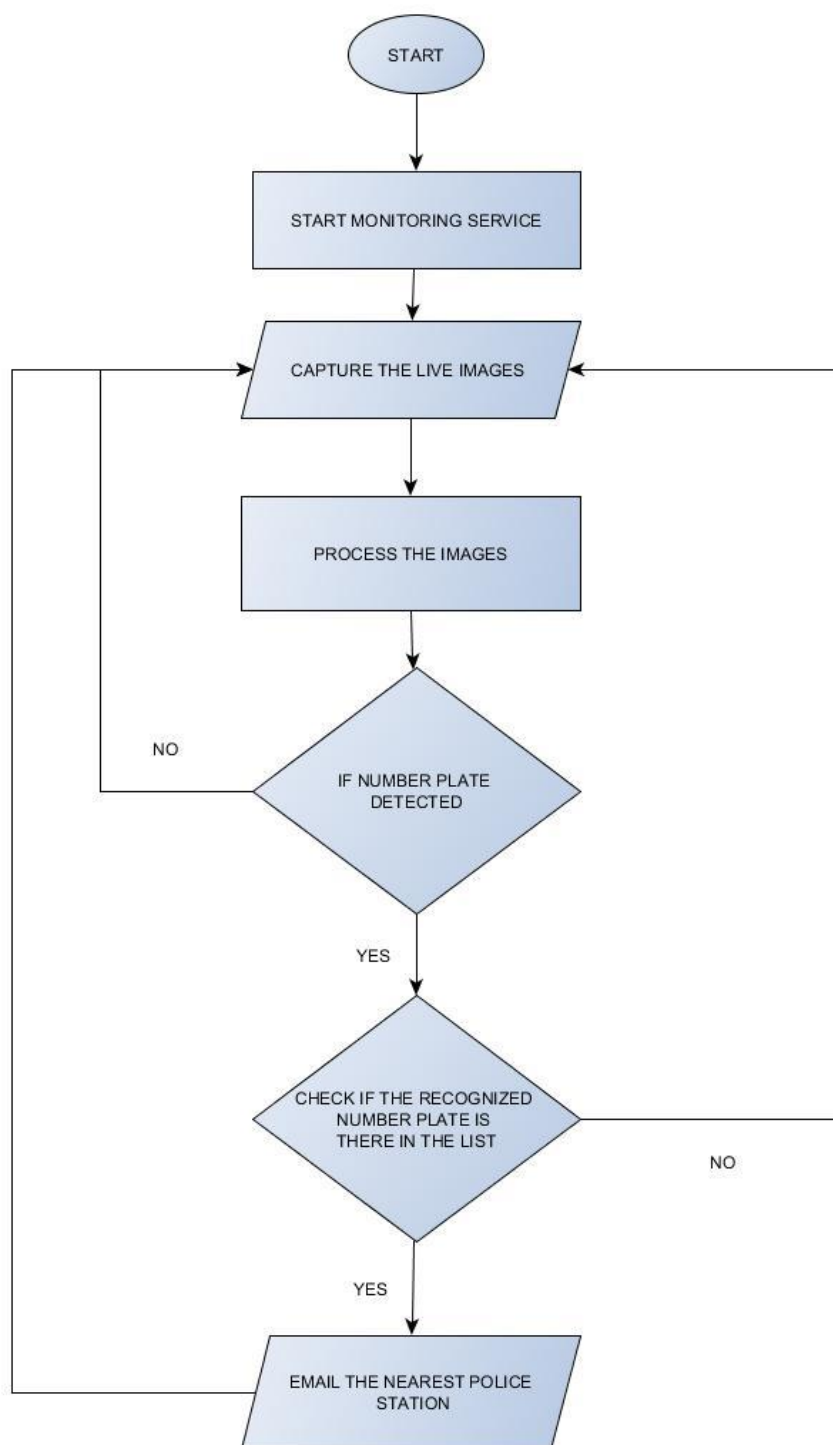 START
START MONITORING SERVICE
CAPTURE THE LIVE IMAGES
PROCESS THE IMAGES
NO
IF NUMBER PLATE
DETECTED
YES
CHECK IF THE RECOGNIZED
NUMBER PLATE IS
THERE IN THE LIST
NO
YES
EMAIL THE NEAREST POLICE
STATION